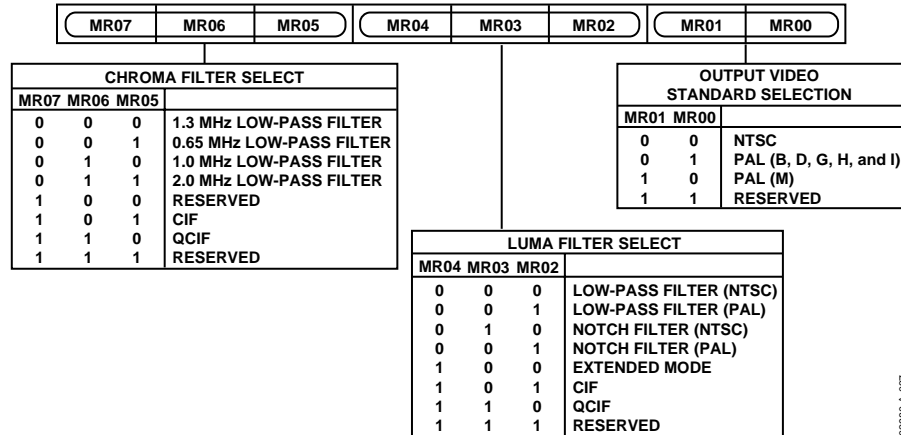 MR07 MR06 MR05 MR04 MR03 MR02 MR01 MR00
CHROMA FILTER SELECT
MR07 MR06 MR05
0 0 0 1.3 MHz LOW-PASS FILTER
0 0 1 0.65 MHz LOW-PASS FILTER
0 1 0 1.0 MHz LOW-PASS FILTER
0 1 1 2.0 MHz LOW-PASS FILTER
1 0 0 RESERVED
1 0 1 CIF
1 1 0 QCIF
1 1 1 RESERVED
OUTPUT VIDEO
STANDARD SELECTION
MR01 MR00
0 0 NTSC
0 1 PAL (B, D, G, H, and I)
1 0 PAL (M)
1 1 RESERVED
LUMA FILTER SELECT
MR04 MR03 MR02
0 0 0 LOW-PASS FILTER (NTSC)
0 0 1 LOW-PASS FILTER (PAL)
0 1 0 NOTCH FILTER (NTSC)
0 0 1 NOTCH FILTER (PAL)
1 0 0 EXTENDED MODE
1 0 1 CIF
1 1 0 QCIF
1 1 1 RESERVED